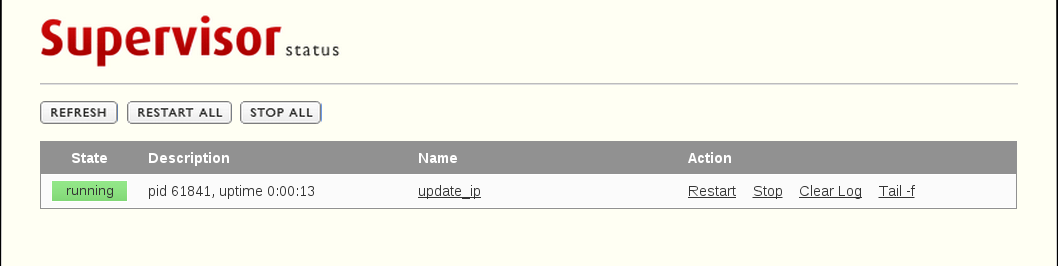 Supervisor status
REFRESH RESTART ALL STOP ALL
State Description Name Action
running pid 61841, uptime 0:00:13 update_ip Restart Stop Clear Log Tail -f